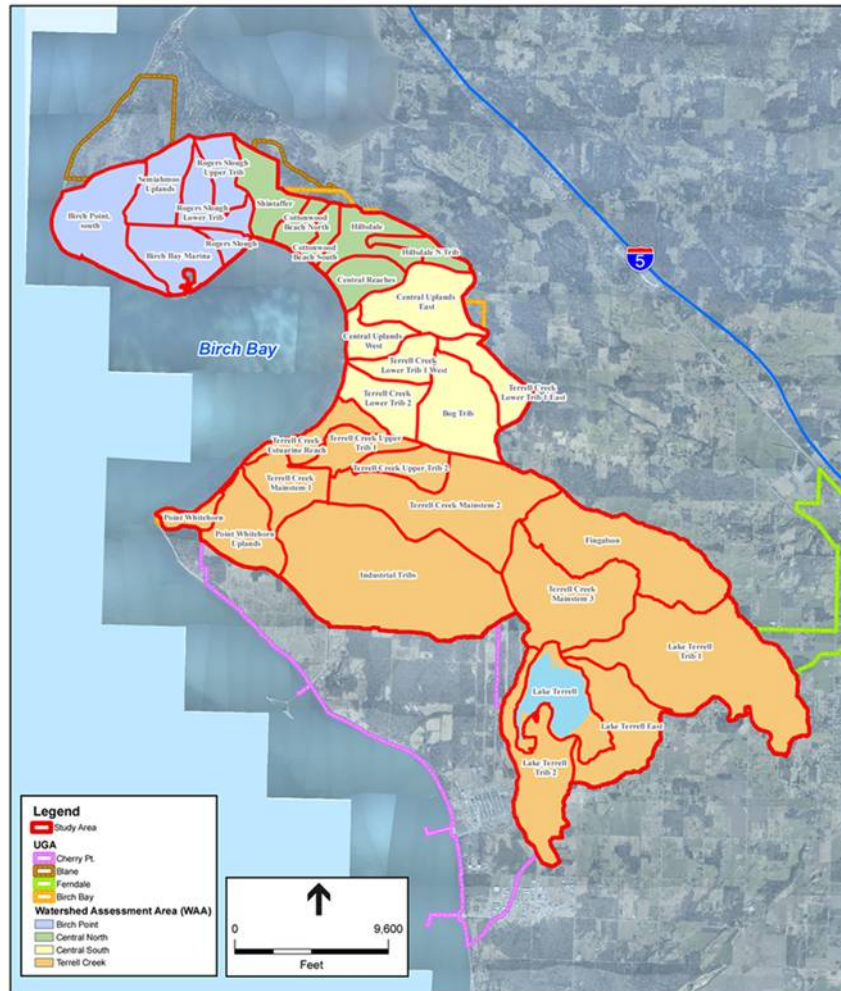 Rogers Slough
Upper Trib
Semiahmoo
Uplands
Shintaffer
Birch Point,
south
Rogers Slough
Lower Trib
Cottonwood
Beach North
Hillsdale
Birch Bay Marina
Rogers Slough
Cottonwood
Beach South
Hillsdale N Trib
Central Reaches
5
Central Uplands
East
Birch Bay
Central Uplands
West
Terrell Creek
Lower Trib 1 West
Terrell Creek
Lower Trib 1 East
Terrell Creek
Lower Trib 2
Bog Trib
Terrell Creek
Estuarine Reach
Terrell Creek Upper
Trib 1
Terrell Creek Upper Trib 2
Terrell Creek
Mainstem 1
Terrell Creek Mainstem 2
Point Whitehorn
Point Whitehorn
Uplands
Fingalson
Industrial Tribs
Terrell Creek
Mainstem 3
Lake Terrell
Trib 1
Lake Terrell
Lake Terrell East
Lake Terrell
Trib 2
Legend
Study Area
UGA
Cherry Pt.
Blane
Ferndale
Birch Bay
Watershed Assessment Area (WAA)
Birch Point
Central North
Central South
Terrell Creek
0
9,600
Feet